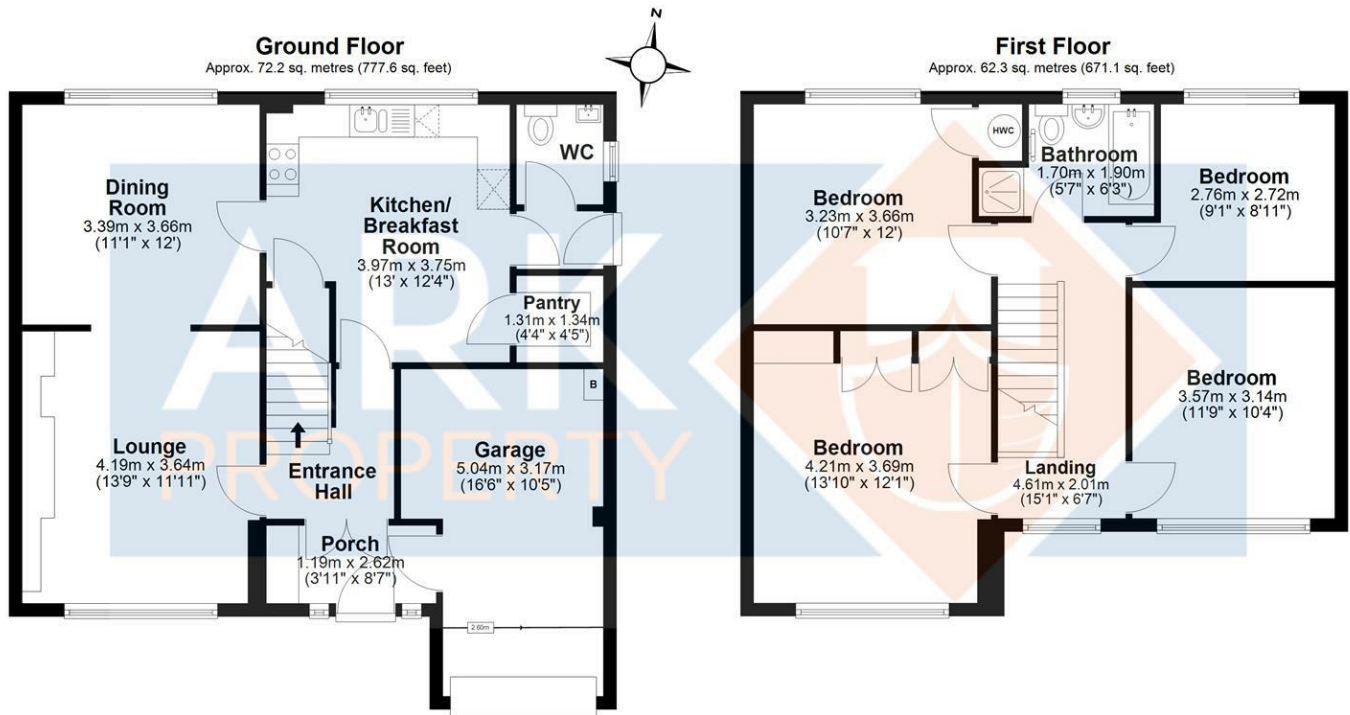 N
Ground Floor
Approx. 72.2 sq. metres (777.6 sq. feet)
Dining
Room
3.39m x 3.66m
(11'1" x 12')
Kitchen/
Breakfast
Room
3.97m x 3.75m
(13' x 12'4")
WC
Pantry
1.31m x 1.34m
(4'4" x 4'5")
B
Lounge
4.19m x 3.64m
(13'9" x 11'11")
Entrance
Hall
Garage
5.04m x 3.17m
(16'6" x 10'5")
Porch
1.19m x 2.62m
(3'11" x 8'7")
2.60m
First Floor
Approx. 62.3 sq. metres (671.1 sq. feet)
HWC
Bedroom
3.23m x 3.66m
(10'7" x 12')
Bathroom
1.70m x 1.90m
(5'7" x 6'3")
Bedroom
2.76m x 2.72m
(9'1" x 8'11")
Bedroom
4.21m x 3.69m
(13'10" x 12'1")
Landing
4.61m x 2.01m
(15'1" x 6'7")
Bedroom
3.57m x 3.14m
(11'9" x 10'4")
ARK
PROPERTY